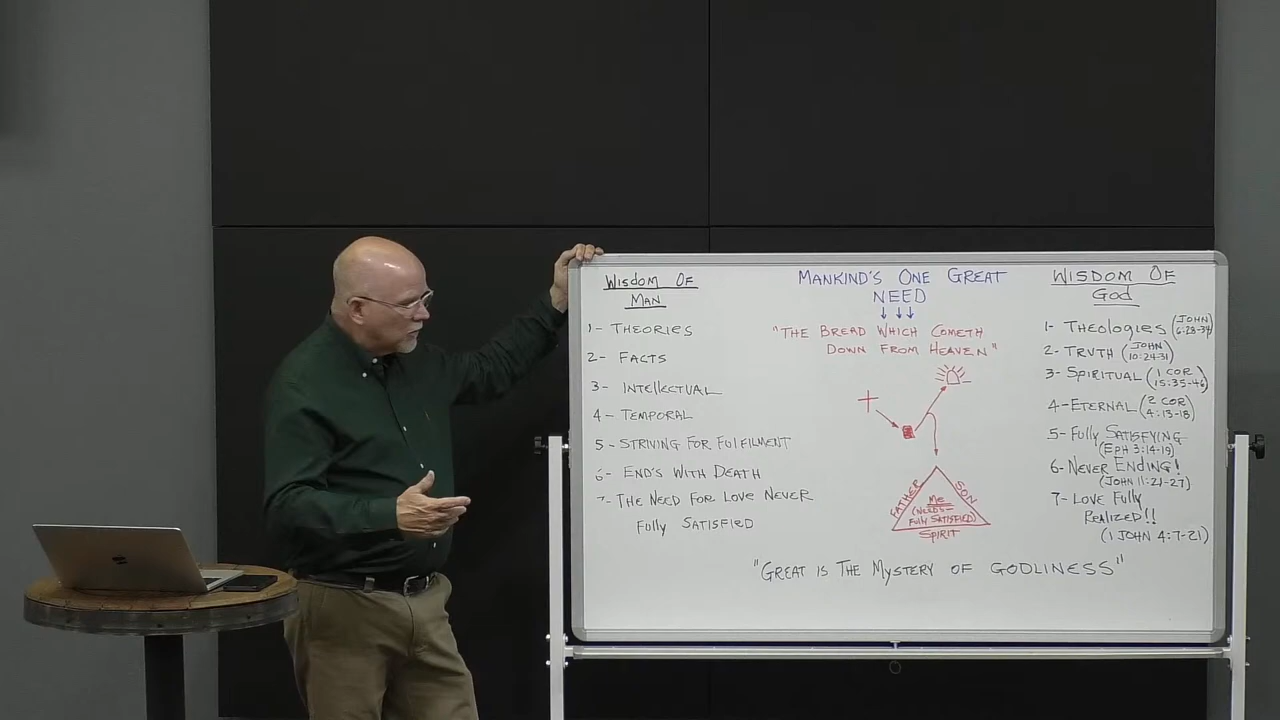 Wisdom Of
Man
1- Theories
2- Facts
3- Intellectual
4- Temporal
5- Striving For Fulfilment
6- End's With Death
7- The Need For Love Never
Fully Satisfied
Mankind's One Great
Need
"The Bread Which Cometh
Down From Heaven"
Father
Son
Me
(Needs-
Fully Satisfied)
Spirit
"Great is The Mystery of Godliness"
Wisdom Of
God
1- Theologies (John
6:28-34
2- Truth (John
10:24-31)
3- Spiritual (1 Cor
15:35-46)
4- Eternal (2 Cor
4:13-18)
5- Fully Satisfying
(Eph 3:14-19)
6- Never Ending!
(John 11:21-27)
7- Love Fully
Realized!!
(1 John 4:7-21)